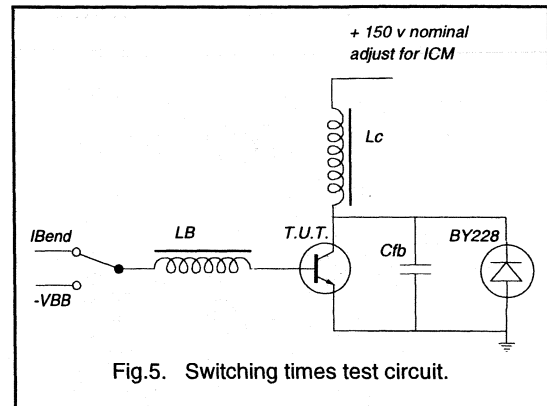 + 150 v nominal
adjust for ICM
Lc
IBend
LB
T.U.T.
Cfb
BY228
-VBB
Fig.5. Switching times test circuit.